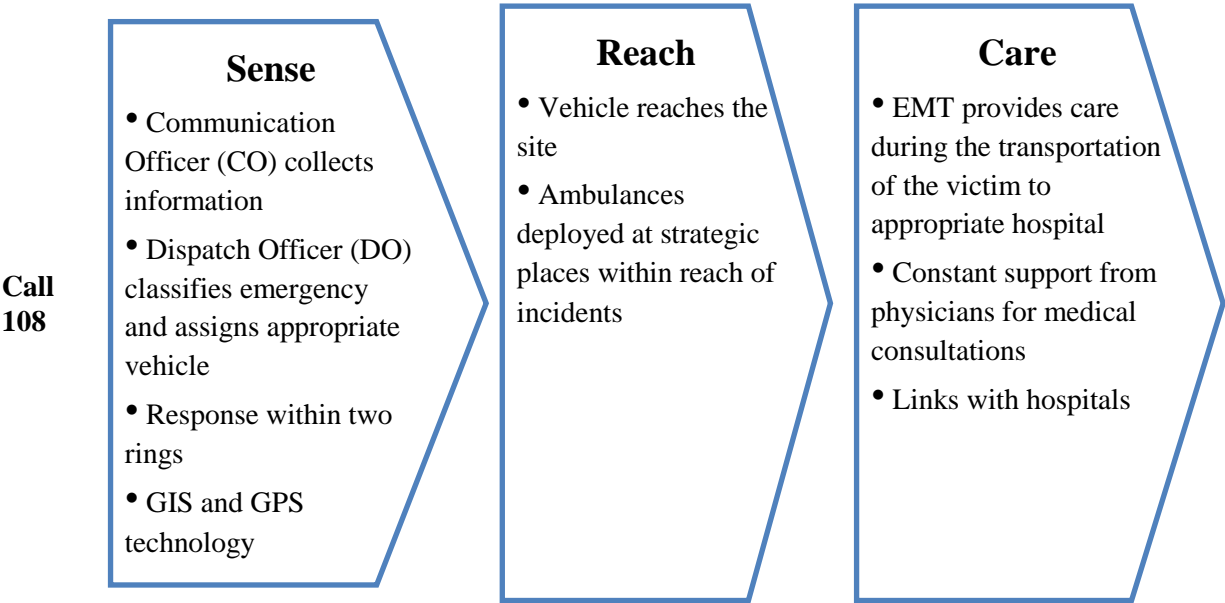 Call
108
Sense
• Communication
Officer (CO) collects
information
• Dispatch Officer (DO)
classifies emergency
and assigns appropriate
vehicle
• Response within two
rings
• GIS and GPS
technology
Reach
• Vehicle reaches the
site
• Ambulances
deployed at strategic
places within reach of
incidents
Care
• EMT provides care
during the transportation
of the victim to
appropriate hospital
• Constant support from
physicians for medical
consultations
• Links with hospitals